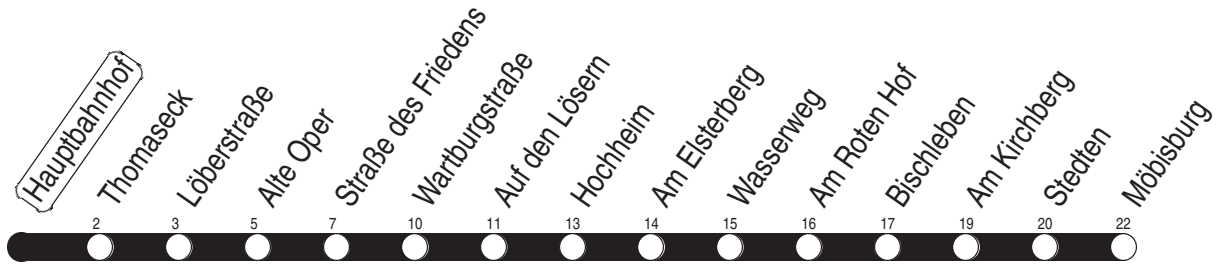 Hauptbahnhof
Thomaseck
Löberstraße
Alte Oper
Straße des Friedens
Wartburgstraße
Auf den Lösern
Hochheim
Am Elsterberg
Wasserweg
Am Roten Hof
Bischleben
Am Kirchberg
Stedten
Möbisburg
2 3 5 7 10 11 13 14 15 16 17 19 20 22